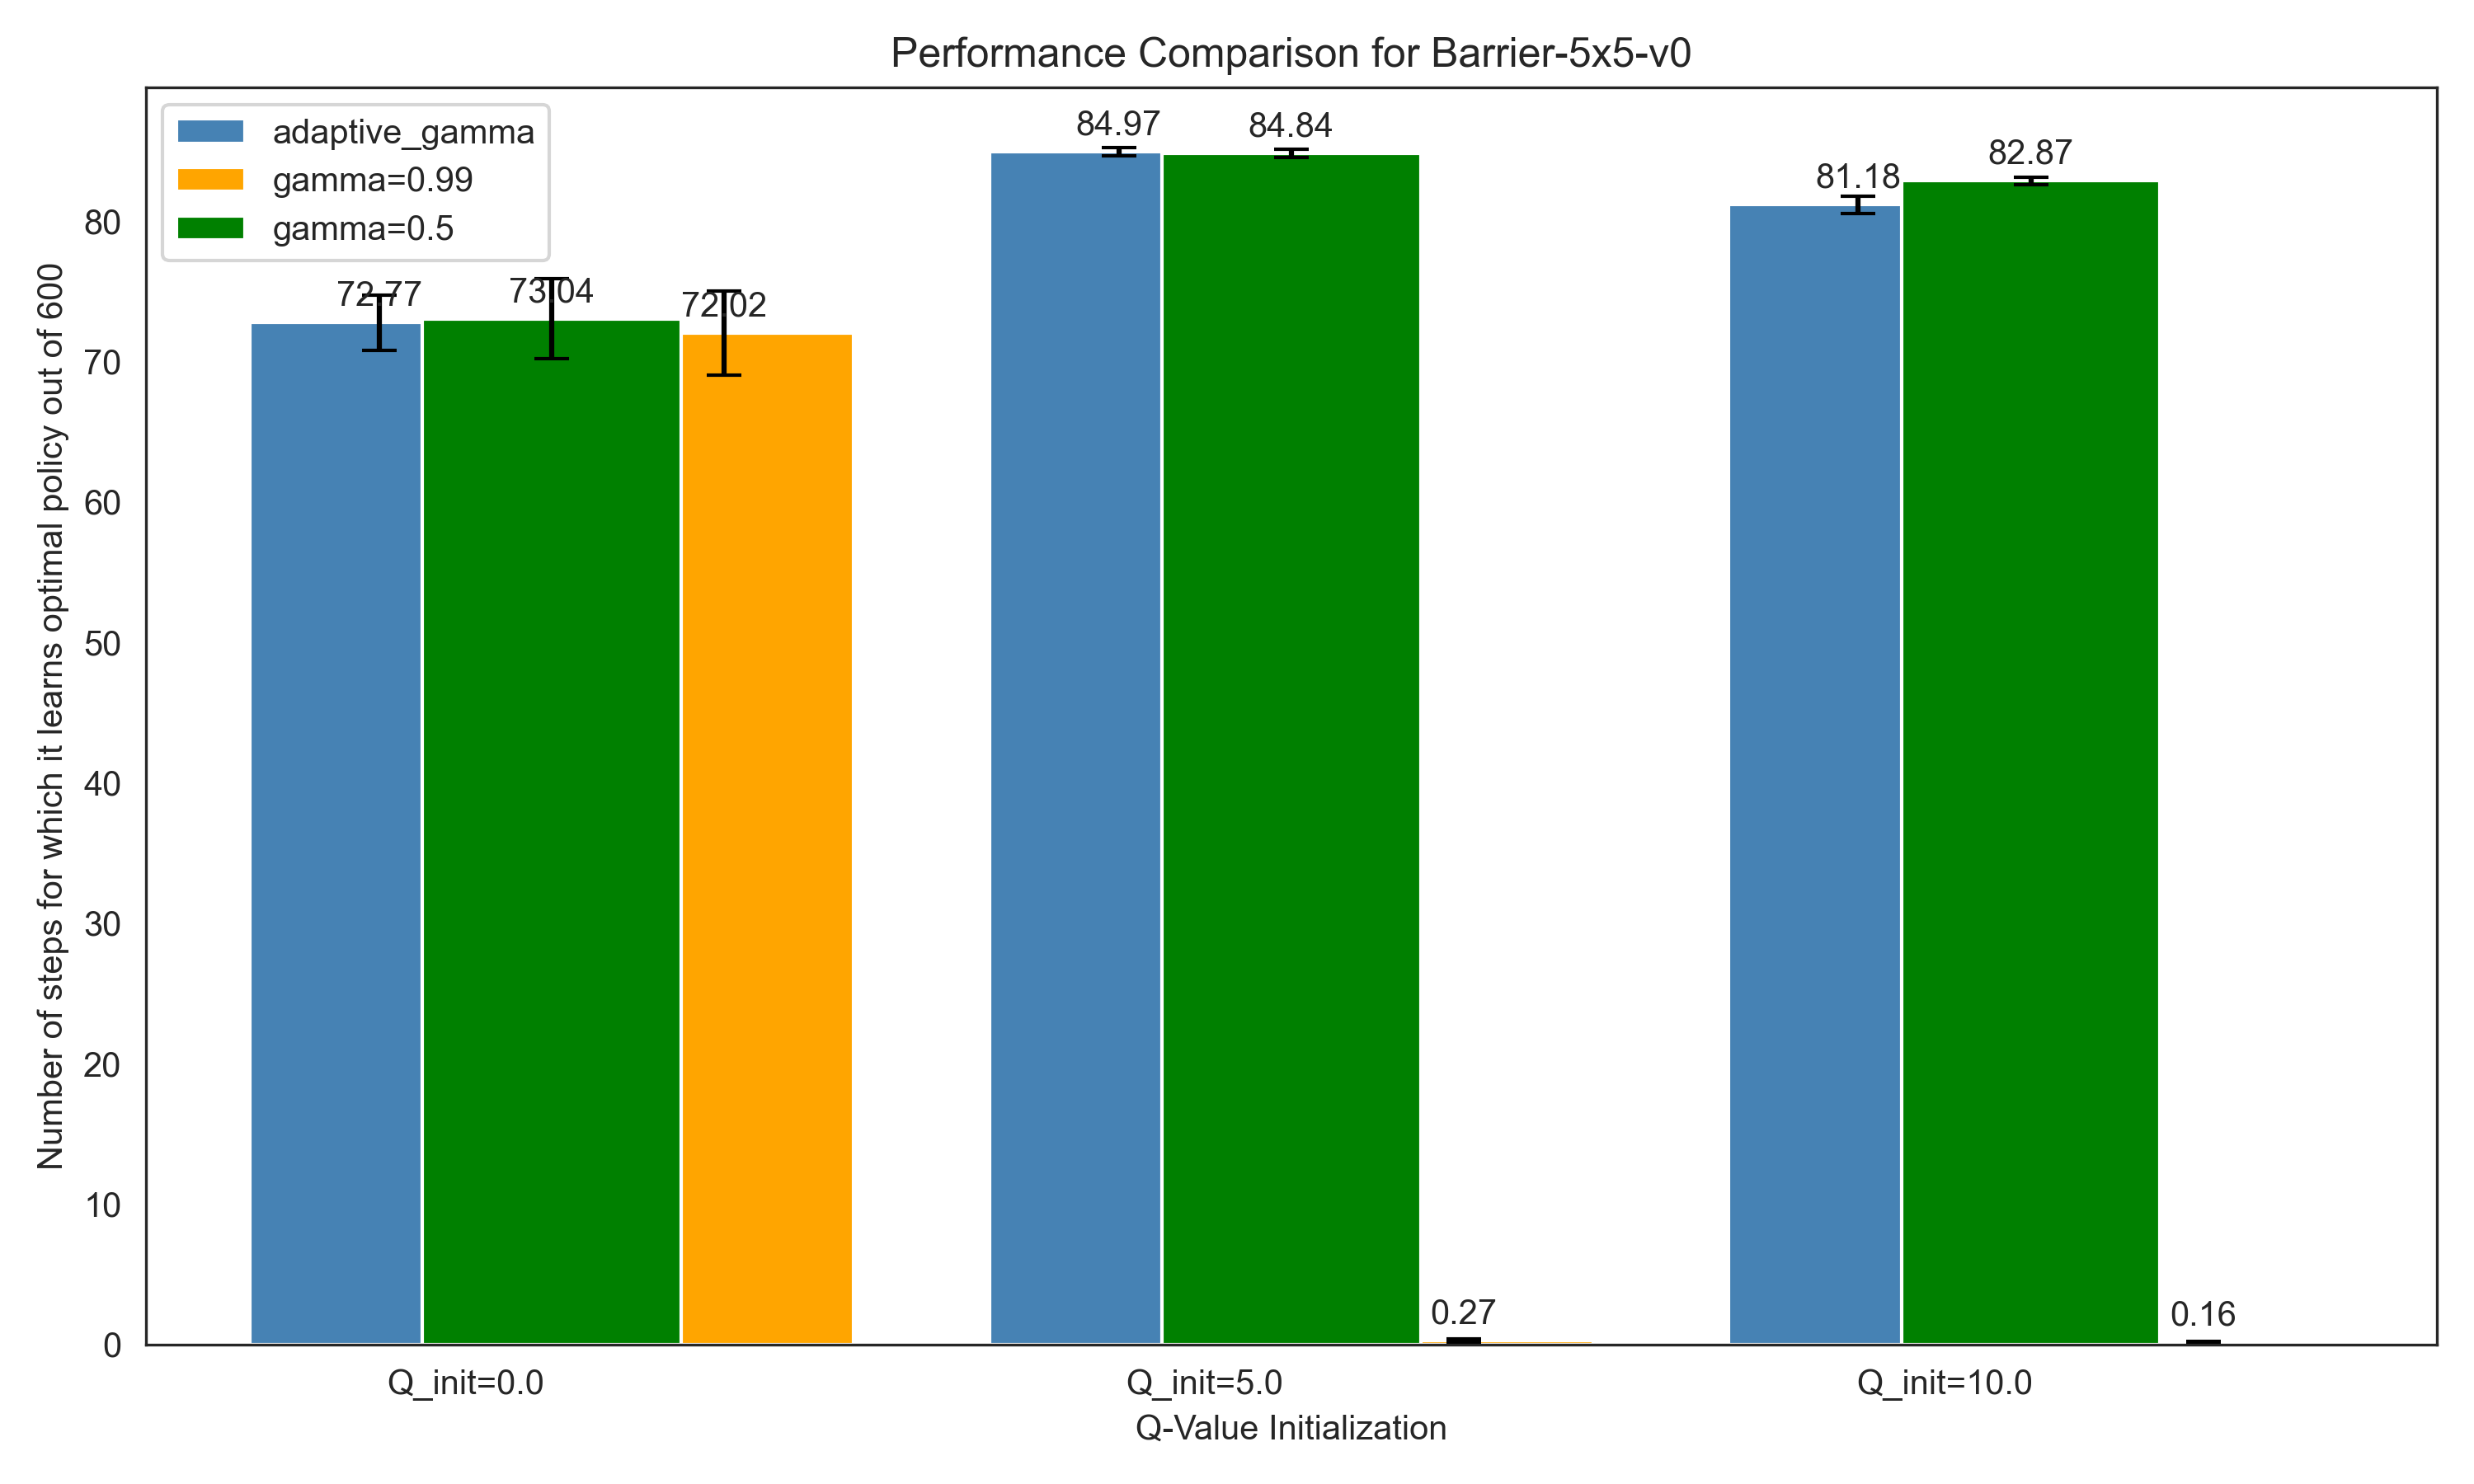 Performance Comparison for Barrier-5x5-v0
adaptive_gamma
gamma=0.99
gamma=0.5
72.77
73.04
72.02
84.97
84.84
0.27
81.18
82.87
0.16
Number of steps for which it learns optimal policy out of 600
80
70
60
50
40
30
20
10
0
Q_init=0.0
Q_init=5.0
Q_init=10.0
Q-Value Initialization